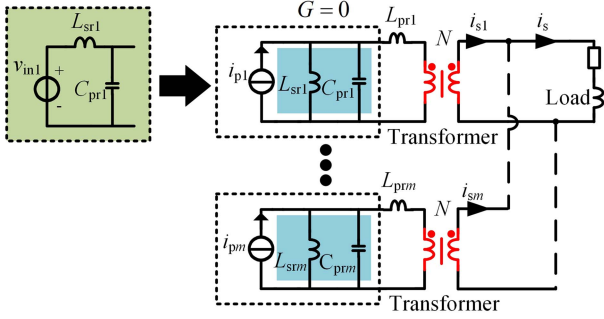 G = 0
L_sr1
v_in1
+
-
C_pr1
i_p1
L_sr1
C_pr1
L_pr1
N
i_s1
i_s
Load
Transformer
L_prm
N
i_sm
i_pm
L_srm
C_prm
Transformer